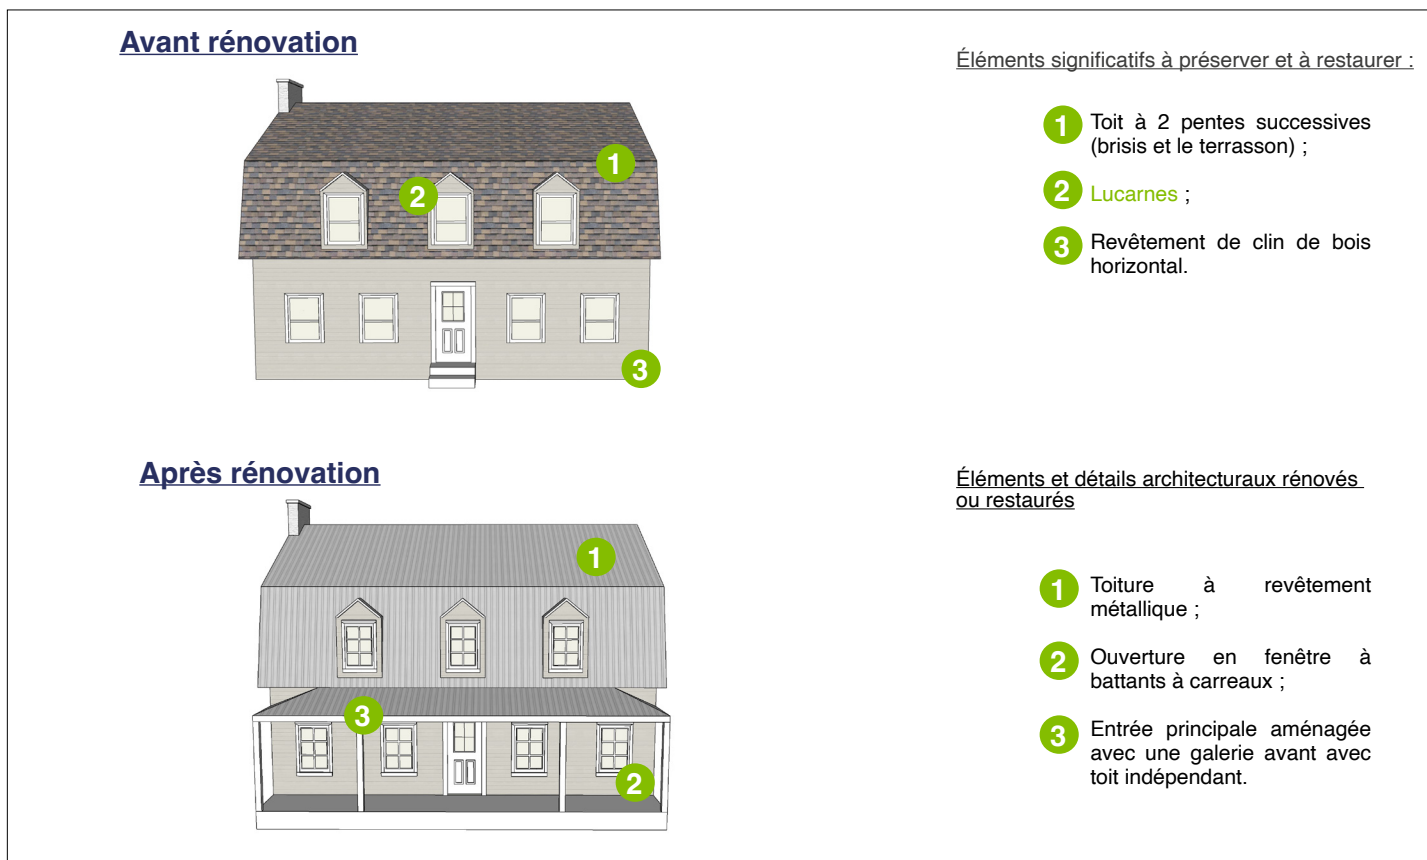 Avant rénovation
Éléments significatifs à préserver et à restaurer :
1 Toit à 2 pentes successives
(brisis et le terrasson) ;
2 Lucarnes ;
3 Revêtement de clin de bois
horizontal.
1
2
3
Après rénovation
Éléments et détails architecturaux rénovés
ou restaurés
1 Toiture à revêtement
métallique ;
2 Ouverture en fenêtre à
battants à carreaux ;
3 Entrée principale aménagée
avec une galerie avant avec
toit indépendant.
1
3
2